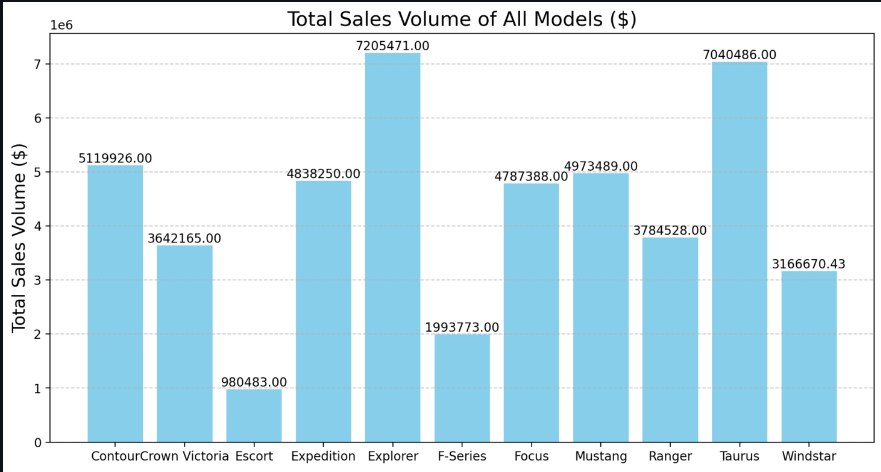 Total Sales Volume of All Models ($)
1e6
Total Sales Volume ($)
7
6
5
4
3
2
1
0
5119926.00
3642165.00
980483.00
4838250.00
7205471.00
1993773.00
4787388.00
4973489.00
3784528.00
7040486.00
3166670.43
Contour
Crown Victoria
Escort
Expedition
Explorer
F-Series
Focus
Mustang
Ranger
Taurus
Windstar